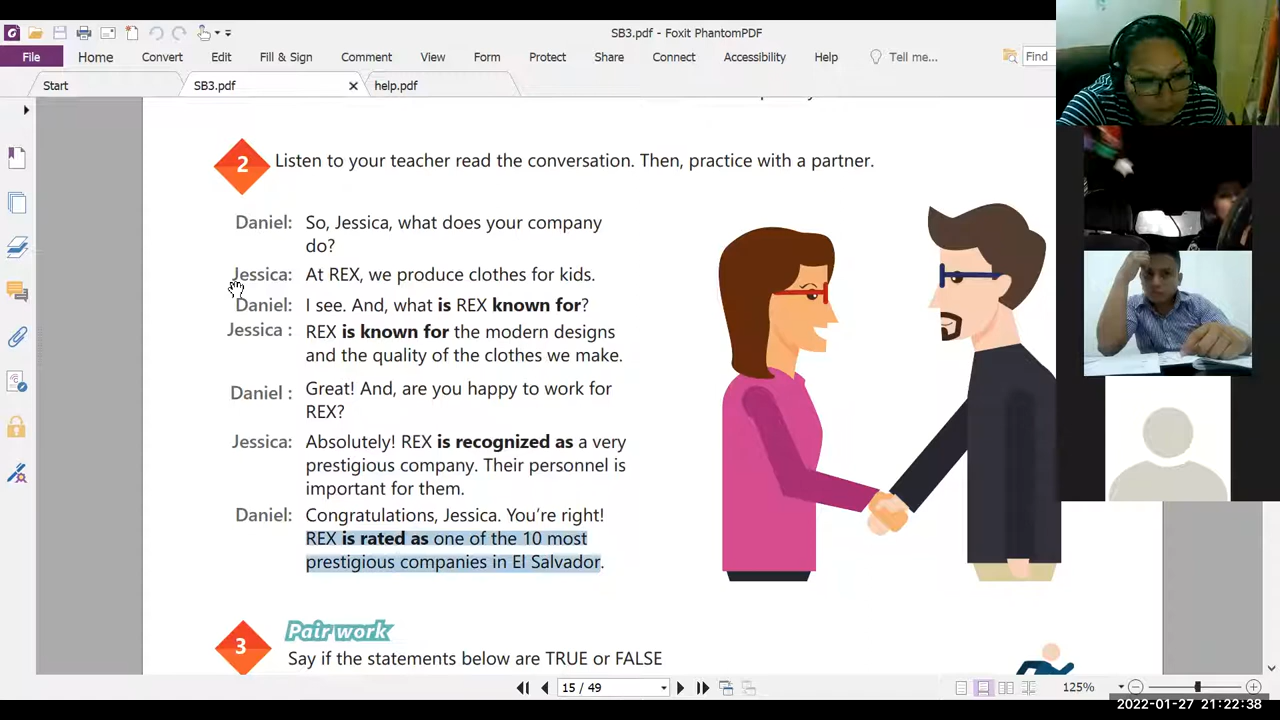 SB3.pdf - Foxit PhantomPDF
File Home Convert Edit Fill & Sign Comment View Form Protect Share Connect Accessibility Help Tell me... Find
Start SB3.pdf help.pdf
2 Listen to your teacher read the conversation. Then, practice with a partner.
Daniel: So, Jessica, what does your company
do?
Jessica: At REX, we produce clothes for kids.
Daniel: I see. And, what is REX known for?
Jessica : REX is known for the modern designs
and the quality of the clothes we make.
Daniel : Great! And, are you happy to work for
REX?
Jessica: Absolutely! REX is recognized as a very
prestigious company. Their personnel is
important for them.
Daniel: Congratulations, Jessica. You’re right!
REX is rated as one of the 10 most
prestigious companies in El Salvador.
3 Pair work
Say if the statements below are TRUE or FALSE
15 / 49
125%
2022-01-27 21:22:38